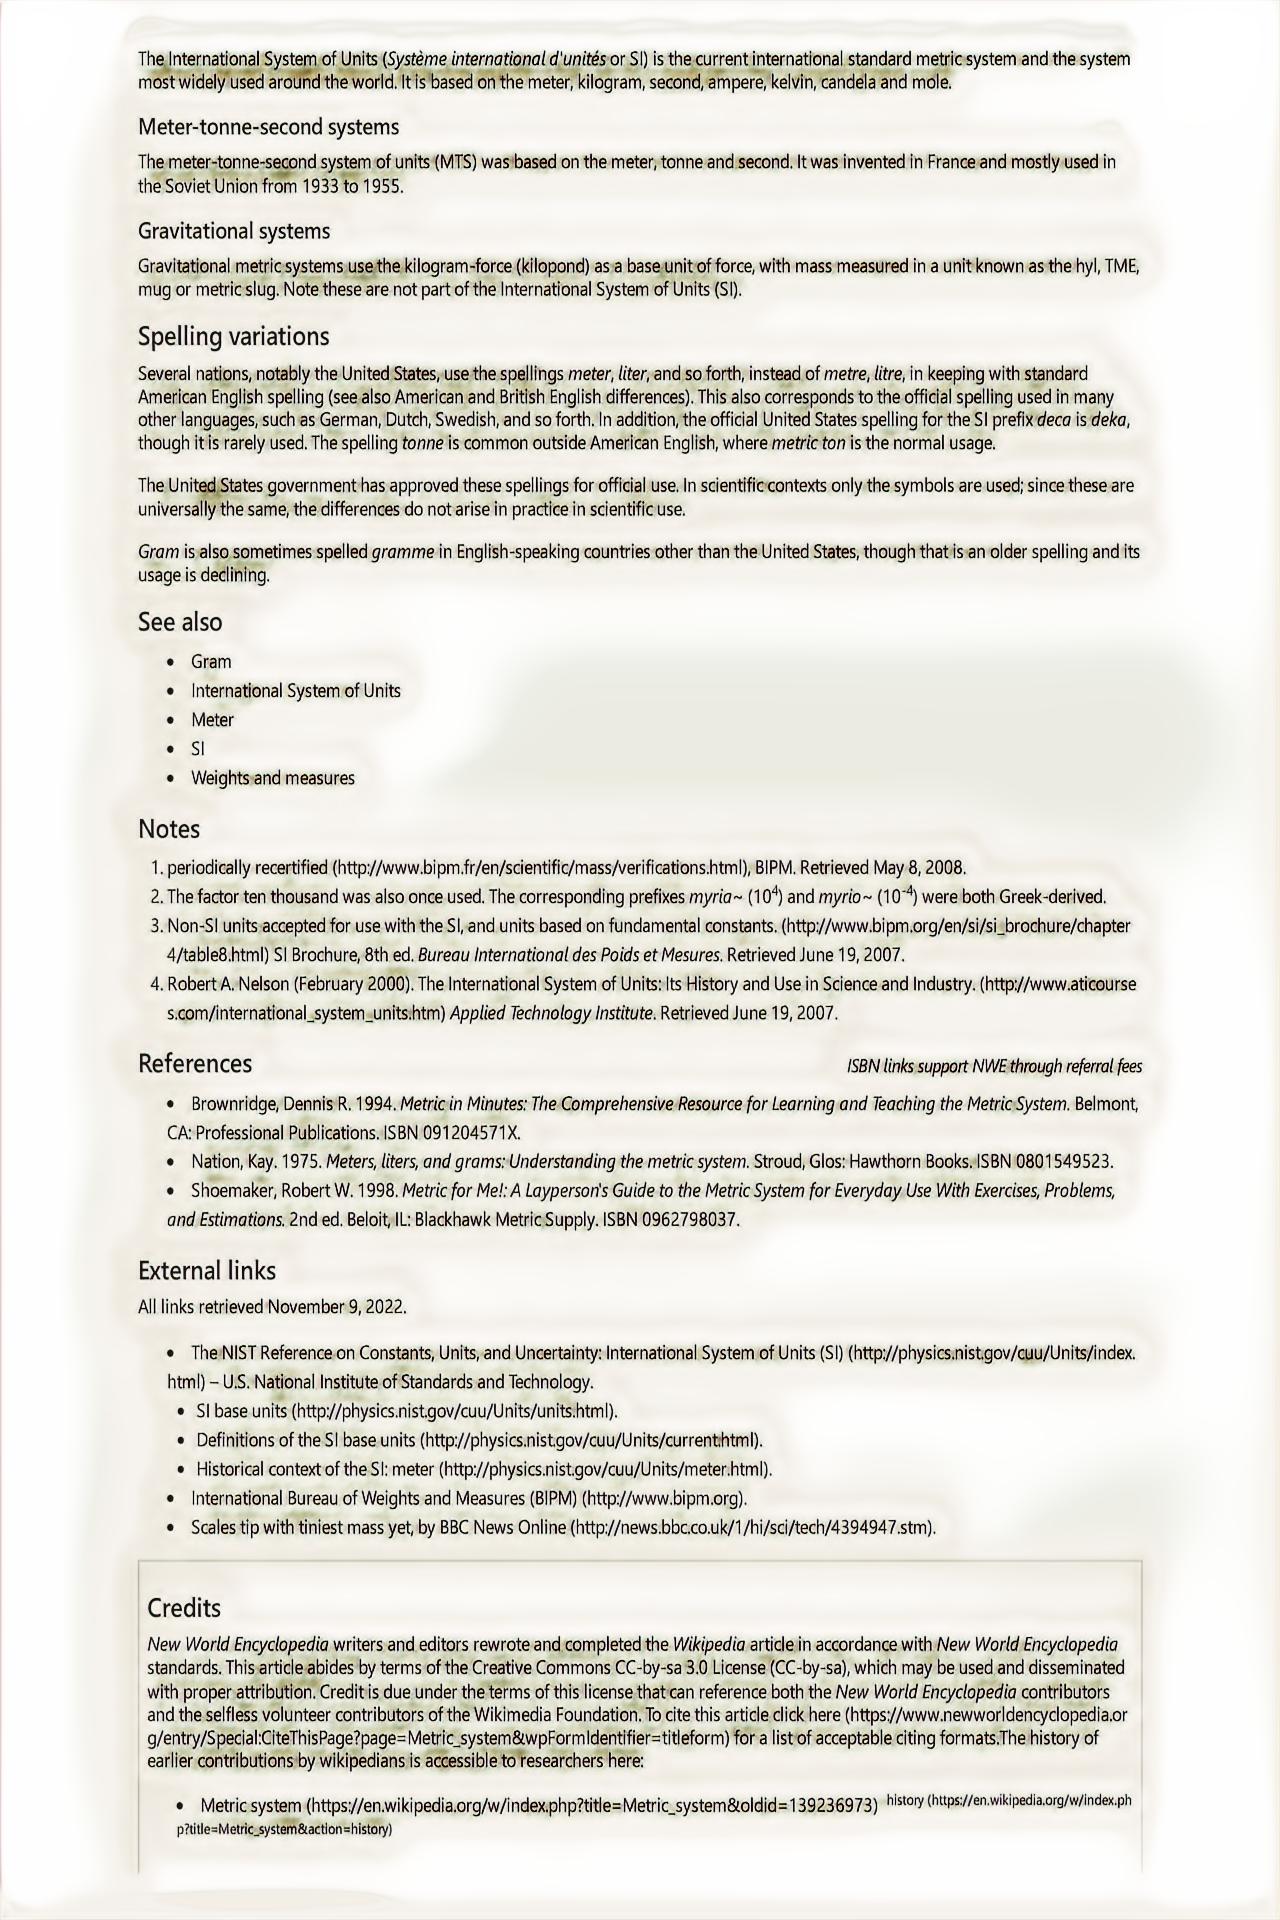 The International System of Units (Système international d'unités or SI) is the current international standard metric system and the system
most widely used around the world. It is based on the meter, kilogram, second, ampere, kelvin, candela and mole.
Meter-tonne-second systems
The meter-tonne-second system of units (MTS) was based on the meter, tonne and second. It was invented in France and mostly used in
the Soviet Union from 1933 to 1955.
Gravitational systems
Gravitational metric systems use the kilogram-force (kilopond) as a base unit of force, with mass measured in a unit known as the hyl, TME,
mug or metric slug. Note these are not part of the International System of Units (SI).
Spelling variations
Several nations, notably the United States, use the spellings meter, liter, and so forth, instead of metre, litre, in keeping with standard
American English spelling (see also American and British English differences). This also corresponds to the official spelling used in many
other languages, such as German, Dutch, Swedish, and so forth. In addition, the official United States spelling for the SI prefix deca is deka,
though it is rarely used. The spelling tonne is common outside American English, where metric ton is the normal usage.
The United States government has approved these spellings for official use. In scientific contexts only the symbols are used; since these are
universally the same, the differences do not arise in practice in scientific use.
Gram is also sometimes spelled gramme in English-speaking countries other than the United States, though that is an older spelling and its
usage is declining.
See also
• Gram
• International System of Units
• Meter
• SI
• Weights and measures
Notes
1. periodically recertified (http://www.bipm.fr/en/scientific/mass/verifications.html), BIPM. Retrieved May 8, 2008.
2. The factor ten thousand was also once used. The corresponding prefixes myria~ (10⁴) and myrio~ (10⁻⁴) were both Greek-derived.
3. Non-SI units accepted for use with the SI, and units based on fundamental constants. (http://www.bipm.org/en/si/si_brochure/chapter
4/table8.html) SI Brochure, 8th ed. Bureau International des Poids et Mesures. Retrieved June 19, 2007.
4. Robert A. Nelson (February 2000). The International System of Units: Its History and Use in Science and Industry. (http://www.aticourse
s.com/international_system_units.htm) Applied Technology Institute. Retrieved June 19, 2007.
References
ISBN links support NWE through referral fees
• Brownridge, Dennis R. 1994. Metric in Minutes: The Comprehensive Resource for Learning and Teaching the Metric System. Belmont,
CA: Professional Publications. ISBN 091204571X.
• Nation, Kay. 1975. Meters, liters, and grams: Understanding the metric system. Stroud, Glos: Hawthorn Books. ISBN 0801549523.
• Shoemaker, Robert W. 1998. Metric for Me!: A Layperson's Guide to the Metric System for Everyday Use With Exercises, Problems,
and Estimations. 2nd ed. Beloit, IL: Blackhawk Metric Supply. ISBN 0962798037.
External links
All links retrieved November 9, 2022.
• The NIST Reference on Constants, Units, and Uncertainty: International System of Units (SI) (http://physics.nist.gov/cuu/Units/index.
html) – U.S. National Institute of Standards and Technology.
• SI base units (http://physics.nist.gov/cuu/Units/units.html).
• Definitions of the SI base units (http://physics.nist.gov/cuu/Units/current.html).
• Historical context of the SI: meter (http://physics.nist.gov/cuu/Units/meter.html).
• International Bureau of Weights and Measures (BIPM) (http://www.bipm.org).
• Scales tip with tiniest mass yet, by BBC News Online (http://news.bbc.co.uk/1/hi/sci/tech/4394947.stm).
Credits
New World Encyclopedia writers and editors rewrote and completed the Wikipedia article in accordance with New World Encyclopedia
standards. This article abides by terms of the Creative Commons CC-by-sa 3.0 License (CC-by-sa), which may be used and disseminated
with proper attribution. Credit is due under the terms of this license that can reference both the New World Encyclopedia contributors
and the selfless volunteer contributors of the Wikimedia Foundation. To cite this article click here (https://www.newworldencyclopedia.or
g/entry/Special:CiteThisPage?page=Metric_system&wpFormIdentifier=titleform) for a list of acceptable citing formats.The history of
earlier contributions by wikipedians is accessible to researchers here:
• Metric system (https://en.wikipedia.org/w/index.php?title=Metric_system&oldid=139236973) history (https://en.wikipedia.org/w/index.ph
p?title=Metric_system&action=history)